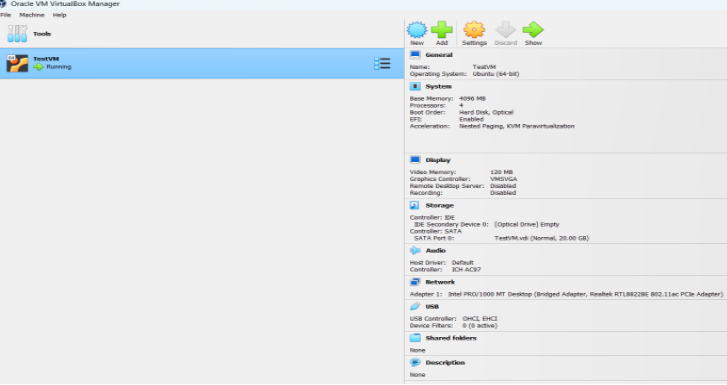 Oracle VM VirtualBox Manager
File Machine Help
Tools
New Add Settings Discard Show
TestVM
Running
General
Name: TestVM
Operating System: Ubuntu (64-bit)
System
Base Memory: 4096 MB
Processors: 4
Boot Order: Hard Disk, Optical
EFI: Enabled
Acceleration: Nested Paging, KVM Paravirtualization
Display
Video Memory: 120 MB
Graphics Controller: VMSVGA
Remote Desktop Server: Disabled
Recording: Disabled
Storage
Controller: IDE
IDE Secondary Device 0: [Optical Drive] Empty
Controller: SATA
SATA Port 0: TestVM.vdi (Normal, 20.00 GB)
Audio
Host Driver: Default
Controller: ICH AC97
Network
Adapter 1: Intel PRO/1000 MT Desktop (Bridged Adapter, Realtek RTL8822BE 802.11ac PCIe Adapter)
USB
USB Controller: OHCI, EHCI
Device Filters: 0 (0 active)
Shared folders
None
Description
None